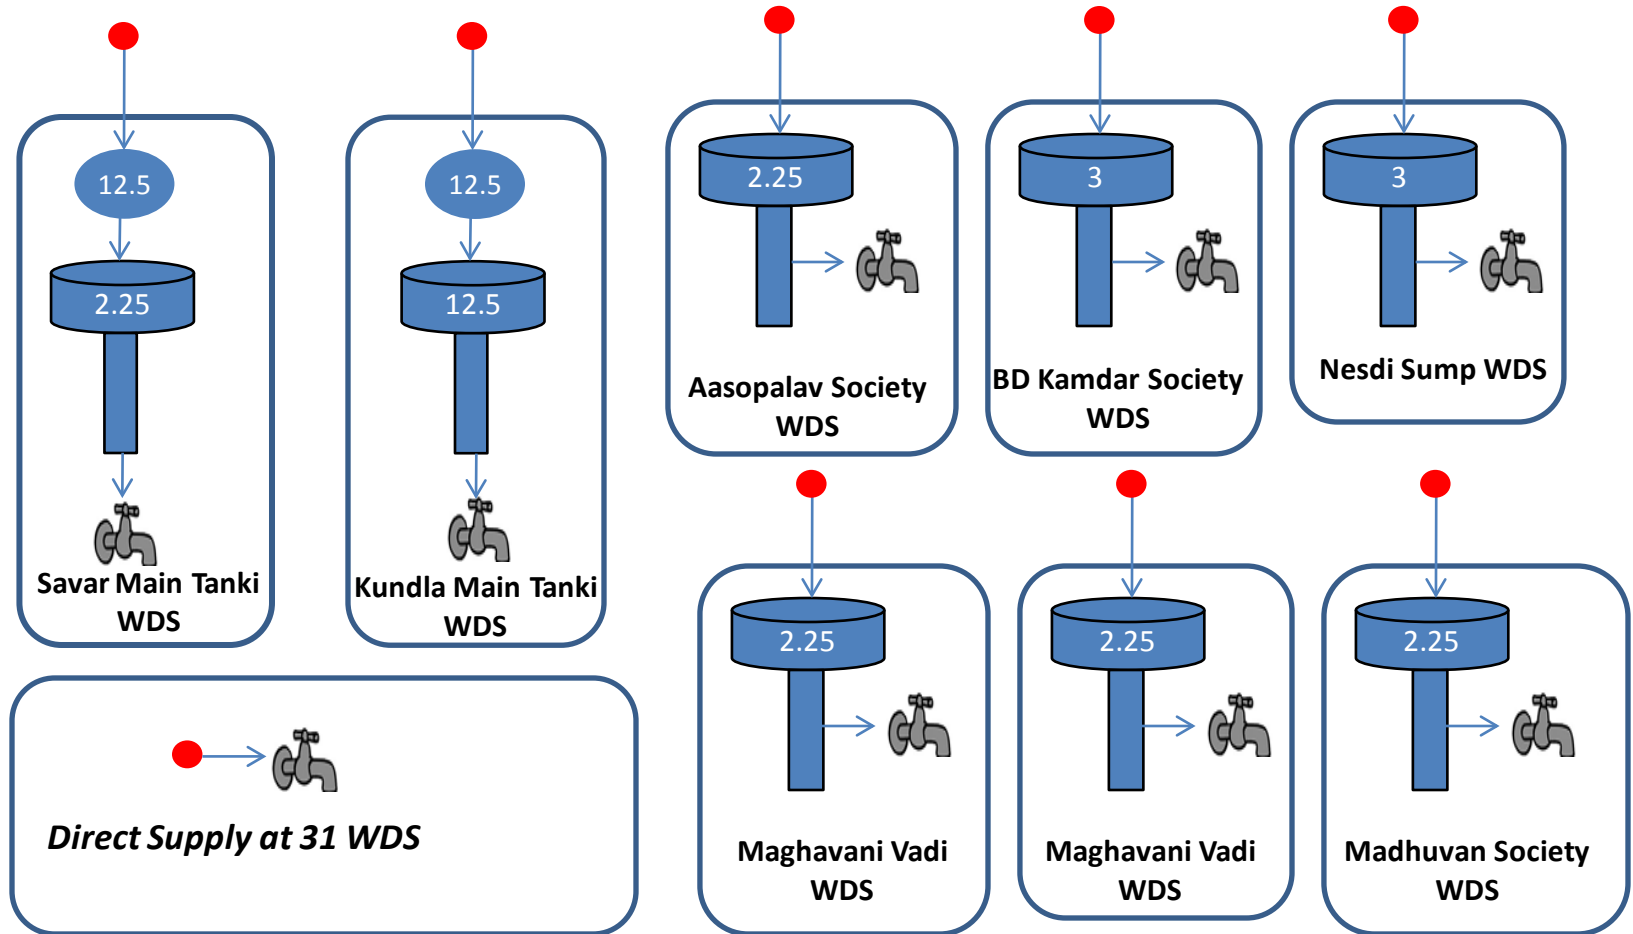 12.5
2.25
Savar Main Tanki
WDS
12.5
12.5
Kundla Main Tanki
WDS
2.25
Aasopalav Society
WDS
3
BD Kamdar Society
WDS
3
Nesdi Sump WDS
2.25
Maghavani Vadi
WDS
2.25
Maghavani Vadi
WDS
2.25
Madhuvan Society
WDS
Direct Supply at 31 WDS